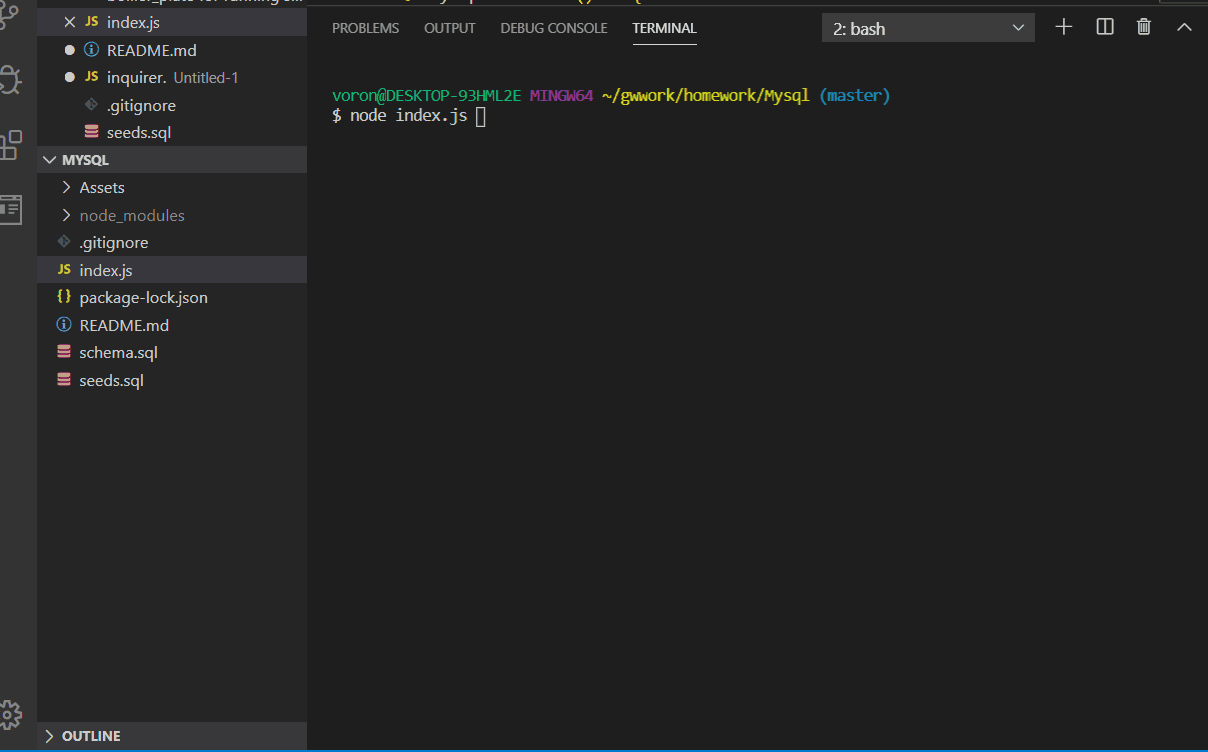 JS index.js
README.md
JS inquirer. Untitled-1
.gitignore
seeds.sql
MYSQL
Assets
node_modules
.gitignore
JS index.js
{} package-lock.json
README.md
schema.sql
seeds.sql
OUTLINE
PROBLEMS OUTPUT DEBUG CONSOLE TERMINAL 2: bash
voron@DESKTOP-93HML2E MINGW64 ~/gwwork/homework/Mysql (master)
$ node index.js